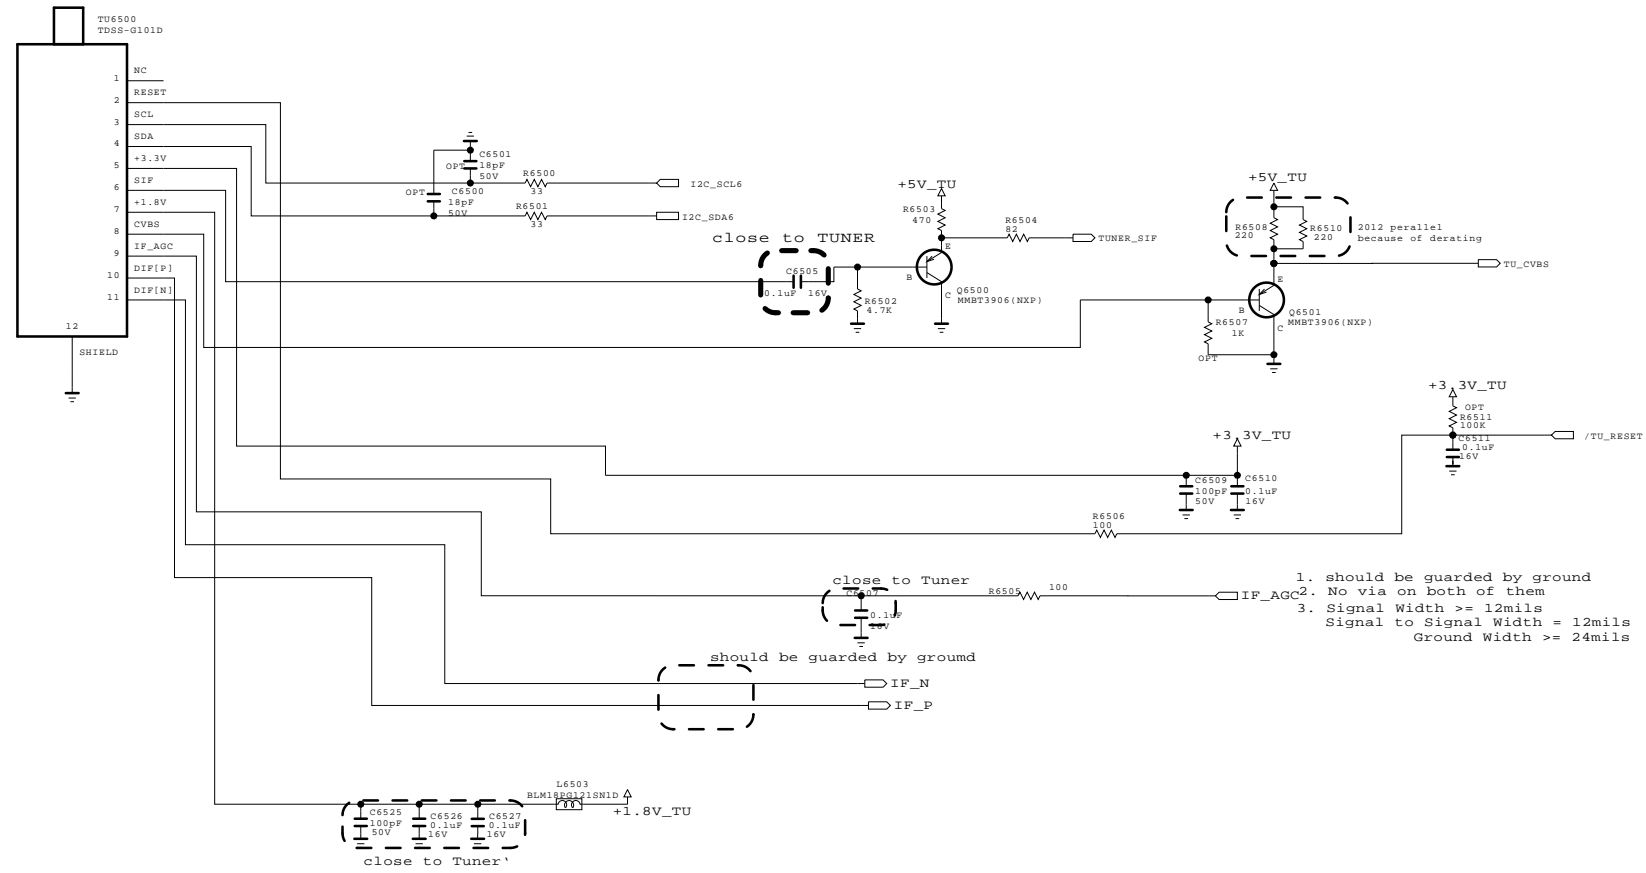 TU6500
TDSS-G101D
NC
1
RESET
2
SCL
3
SDA
4
+3.3V
5
SIF
6
+1.8V
7
CVBS
8
IF_AGC
9
DIF[P]
10
DIF[N]
11
12
SHIELD
C6501
OPT
18pF
50V
OPT
C6500
18pF
50V
R6500
33
I2C_SCL6
R6501
33
I2C_SDA6
close to TUNER
C6505
0.1uF 16V
R6502
4.7K
+5V_TU
R6503
470
R6504
82
TUNER_SIF
E
B
C
Q6500
MMBT3906(NXP)
+5V_TU
R6508
220
R6510
220
2012 perallel
because of derating
TU_CVBS
E
B
C
Q6501
MMBT3906(NXP)
R6507
1K
OPT
+3.3V_TU
OPT
R6511
100K
C6511
0.1uF
16V
/TU_RESET
+3.3V_TU
C6509
100pF
50V
C6510
0.1uF
16V
R6506
100
close to Tuner
C6507
0.1uF
16V
R6505
100
IF_AGC
1. should be guarded by ground
2. No via on both of them
3. Signal Width >= 12mils
Signal to Signal Width = 12mils
Ground Width >= 24mils
should be guarded by groumd
IF_N
IF_P
L6503
BLM18PG121SN1D
+1.8V_TU
C6525
100pF
50V
C6526
0.1uF
16V
C6527
0.1uF
16V
close to Tuner'